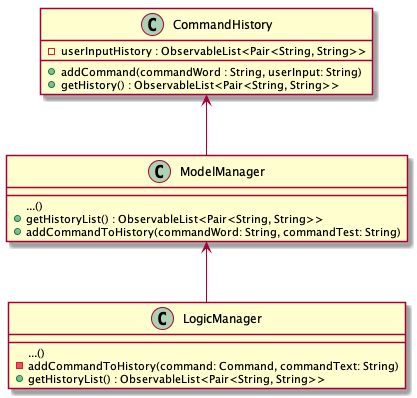 C CommandHistory
userInputHistory : ObservableList<Pair<String, String>>
addCommand(commandWord : String, userInput: String)
getHistory() : ObservableList<Pair<String, String>>
C ModelManager
...()
getHistoryList() : ObservableList<Pair<String, String>>
addCommandToHistory(commandWord: String, commandTest: String)
C LogicManager
...()
addCommandToHistory(command: Command, commandText: String)
getHistoryList() : ObservableList<Pair<String, String>>